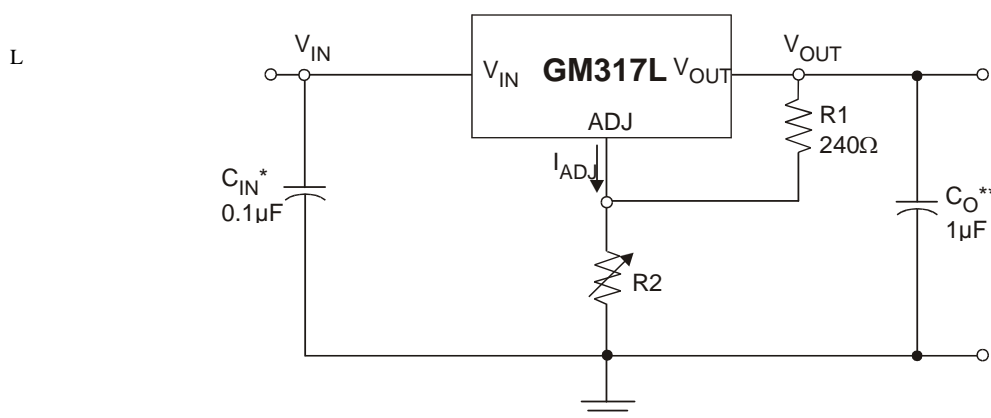 L
V_IN
V_OUT
V_IN
GM317L
V_OUT
ADJ
I_ADJ
R1
240Ω
C_IN*
0.1µF
C_O**
1µF
R2